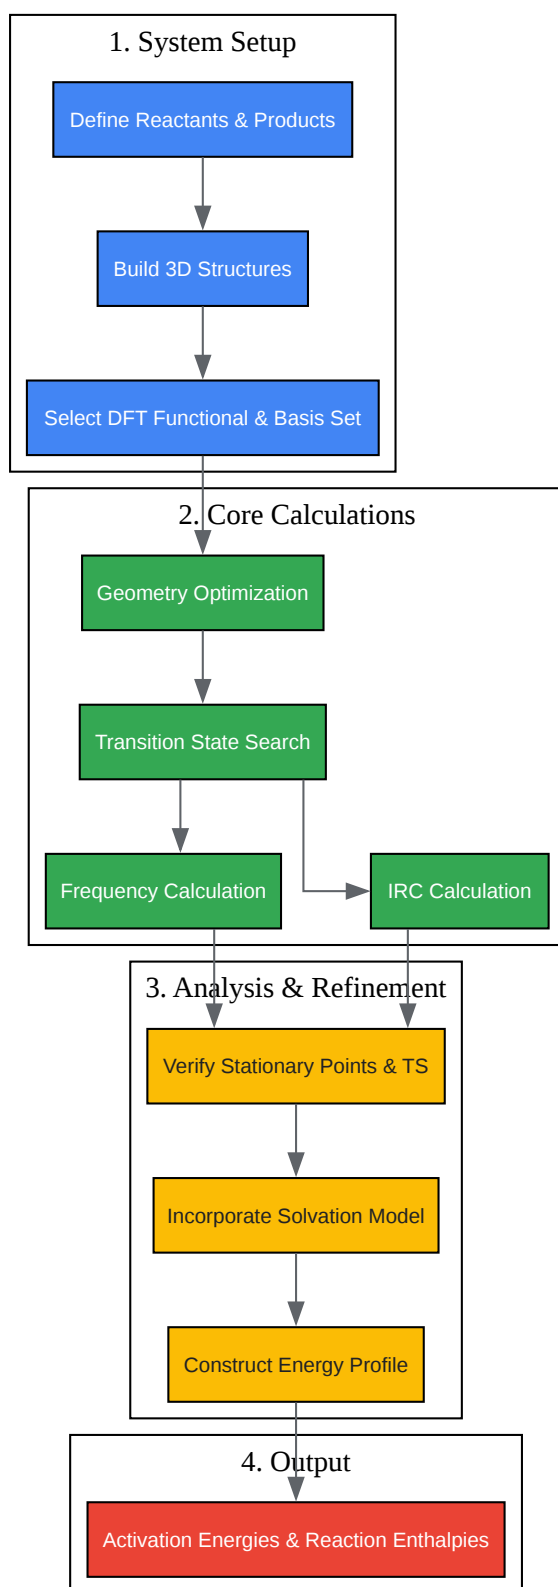 1. System Setup
Define Reactants & Products
Build 3D Structures
Select DFT Functional & Basis Set
2. Core Calculations
Geometry Optimization
Transition State Search
Frequency Calculation
IRC Calculation
3. Analysis & Refinement
Verify Stationary Points & TS
Incorporate Solvation Model
Construct Energy Profile
4. Output
Activation Energies & Reaction Enthalpies